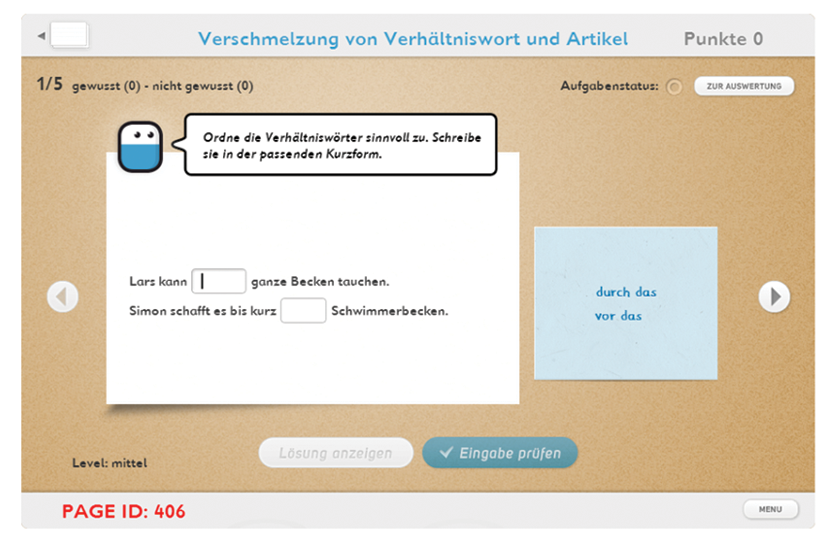 Verschmelzung von Verhältniswort und Artikel Punkte 0
1/5 gewusst (0) - nicht gewusst (0) Aufgabenstatus: ZUR AUSWERTUNG
Ordne die Verhältniswörter sinnvoll zu. Schreibe
sie in der passenden Kurzform.
Lars kann ganze Becken tauchen.
Simon schafft es bis kurz Schwimmerbecken.
durch das
vor das
Lösung anzeigen Eingabe prüfen
Level: mittel
PAGE ID: 406 MENU